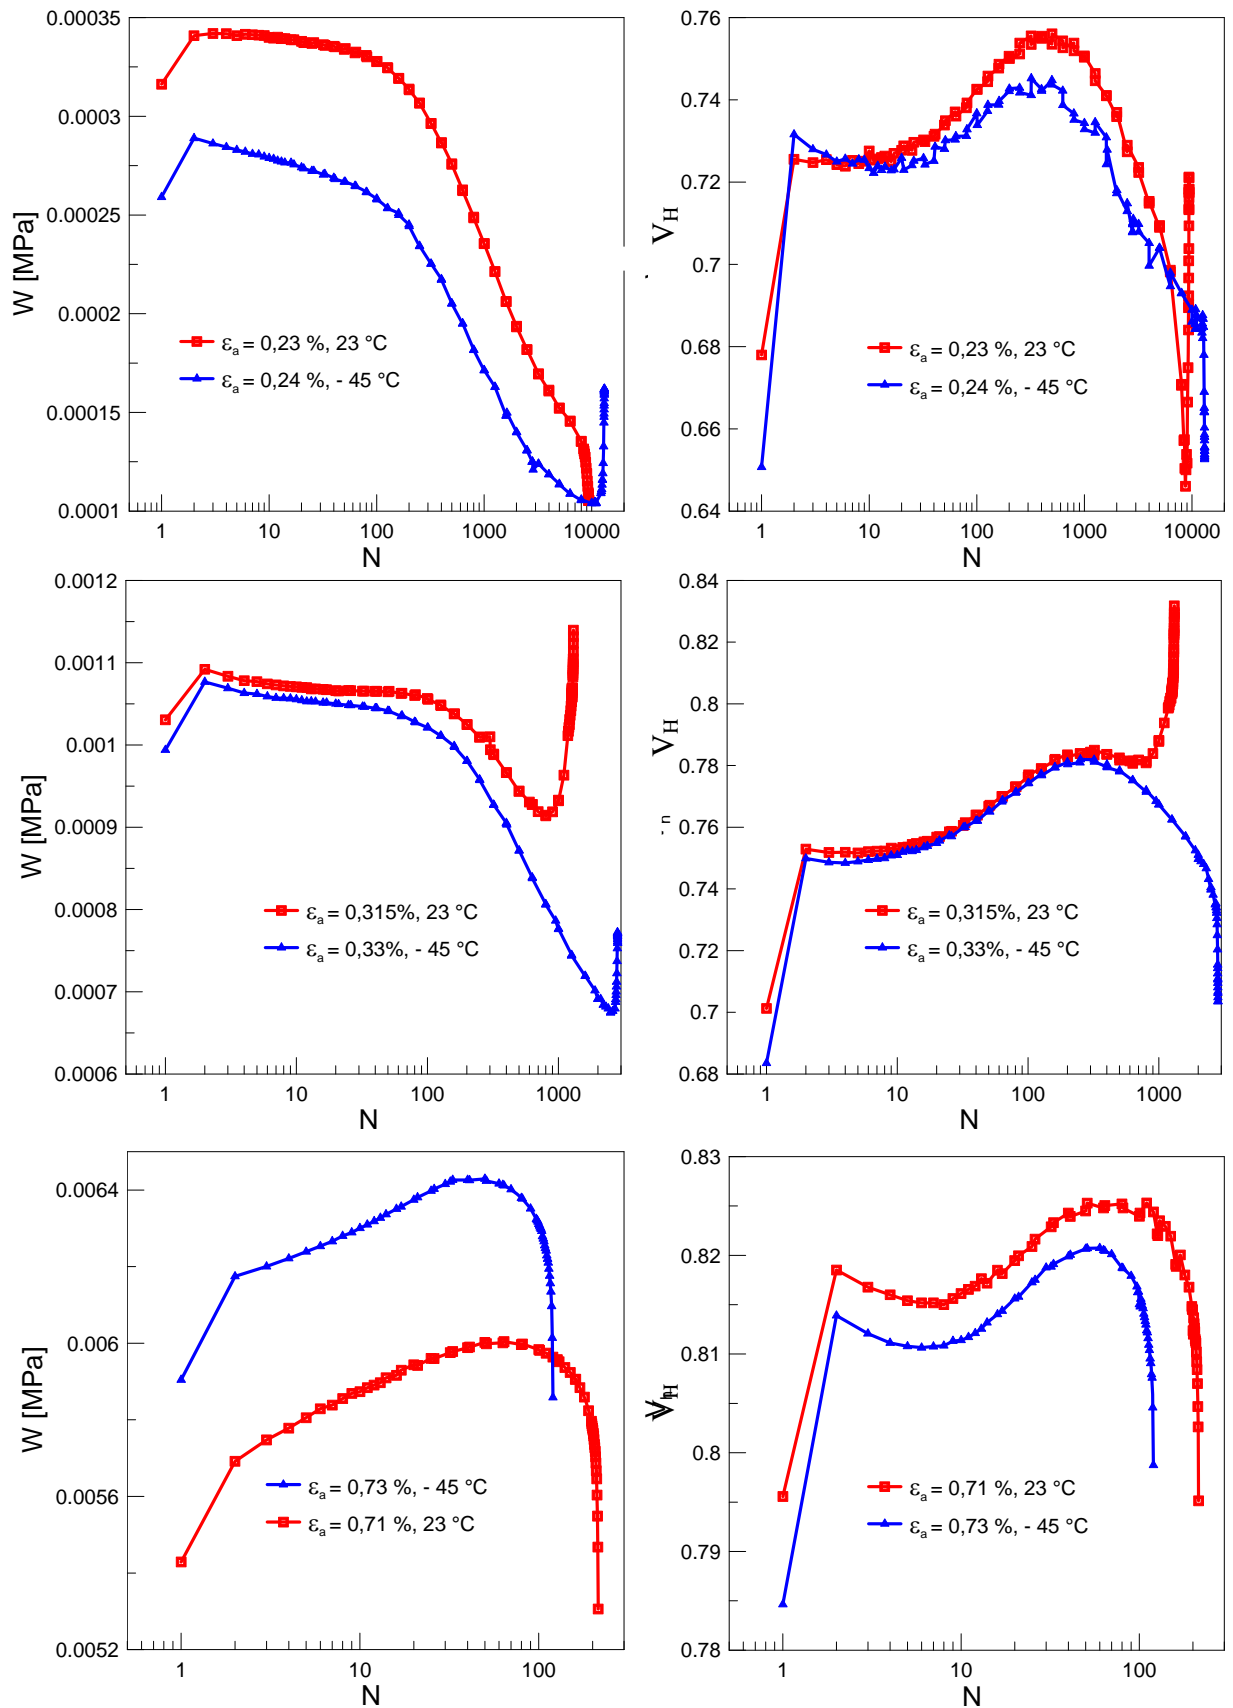 0.00035
0.0003
0.00025
0.0002
0.00015
0.0001
W [MPa]
εa = 0,23 %, 23 °C
εa = 0,24 %, - 45 °C
1 10 100 1000 10000
N
0.76
0.74
0.72
0.7
0.68
0.66
0.64
VH
εa = 0,23 %, 23 °C
εa = 0,24 %, - 45 °C
1 10 100 1000 10000
N
0.0012
0.0011
0.001
0.0009
0.0008
0.0007
0.0006
W [MPa]
εa = 0,315%, 23 °C
εa = 0,33%, - 45 °C
1 10 100 1000
N
0.84
0.82
0.8
0.78
0.76
0.74
0.72
0.7
0.68
VH
n
εa = 0,315%, 23 °C
εa = 0,33%, - 45 °C
1 10 100 1000
N
0.0064
0.006
0.0056
0.0052
W [MPa]
εa = 0,73 %, - 45 °C
εa = 0,71 %, 23 °C
1 10 100
N
0.83
0.82
0.81
0.8
0.79
0.78
VH
εa = 0,71 %, 23 °C
εa = 0,73 %, - 45 °C
1 10 100
N